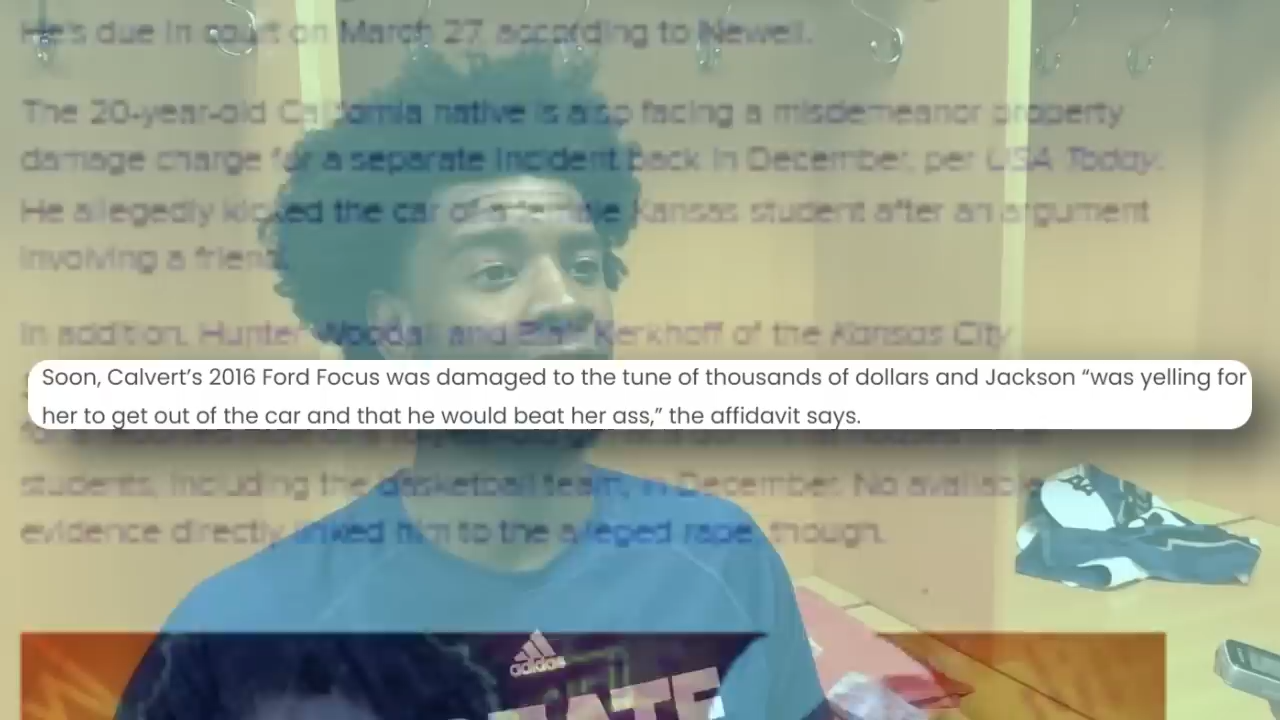 He's due in court on March 27, according to Newell.
The 20-year-old California native is also facing a misdemeanor property
damage charge for a separate incident back in December, per USA Today.
He allegedly kicked the car of a female Kansas student after an argument
involving a friend.
In addition, Hunter Woodall and Blair Kerkhoff of the Kansas City
Soon, Calvert’s 2016 Ford Focus was damaged to the tune of thousands of dollars and Jackson “was yelling for
her to get out of the car and that he would beat her ass,” the affidavit says.
students, including the basketball team, in December. No available
evidence directly linked him to the alleged rape, though.
adidas